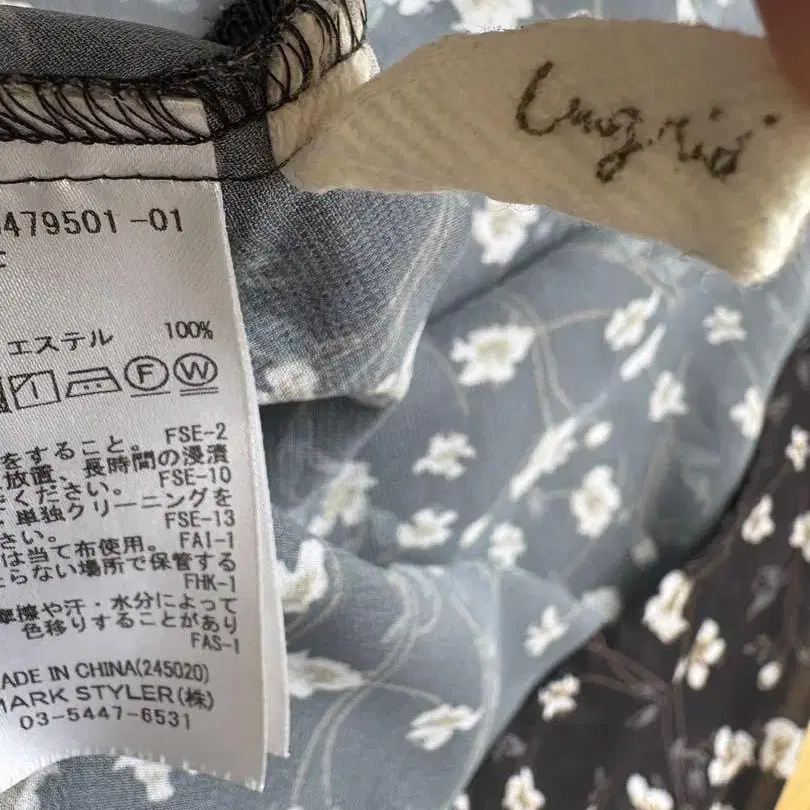 Ungrid
479501-01
エステル 100%
F W
をすること。 FSE-2
放置、長時間の浸漬
ください。 FSE-10
単独クリーニングを
さい。 FSE-13
は当て布使用。 FAI-1
らない場所で保管する
FHK-1
摩擦や汗・水分によって
色移りすることがあり
FAS-1
ADE IN CHINA(245020)
MARK STYLER(株)
03-5447-6531